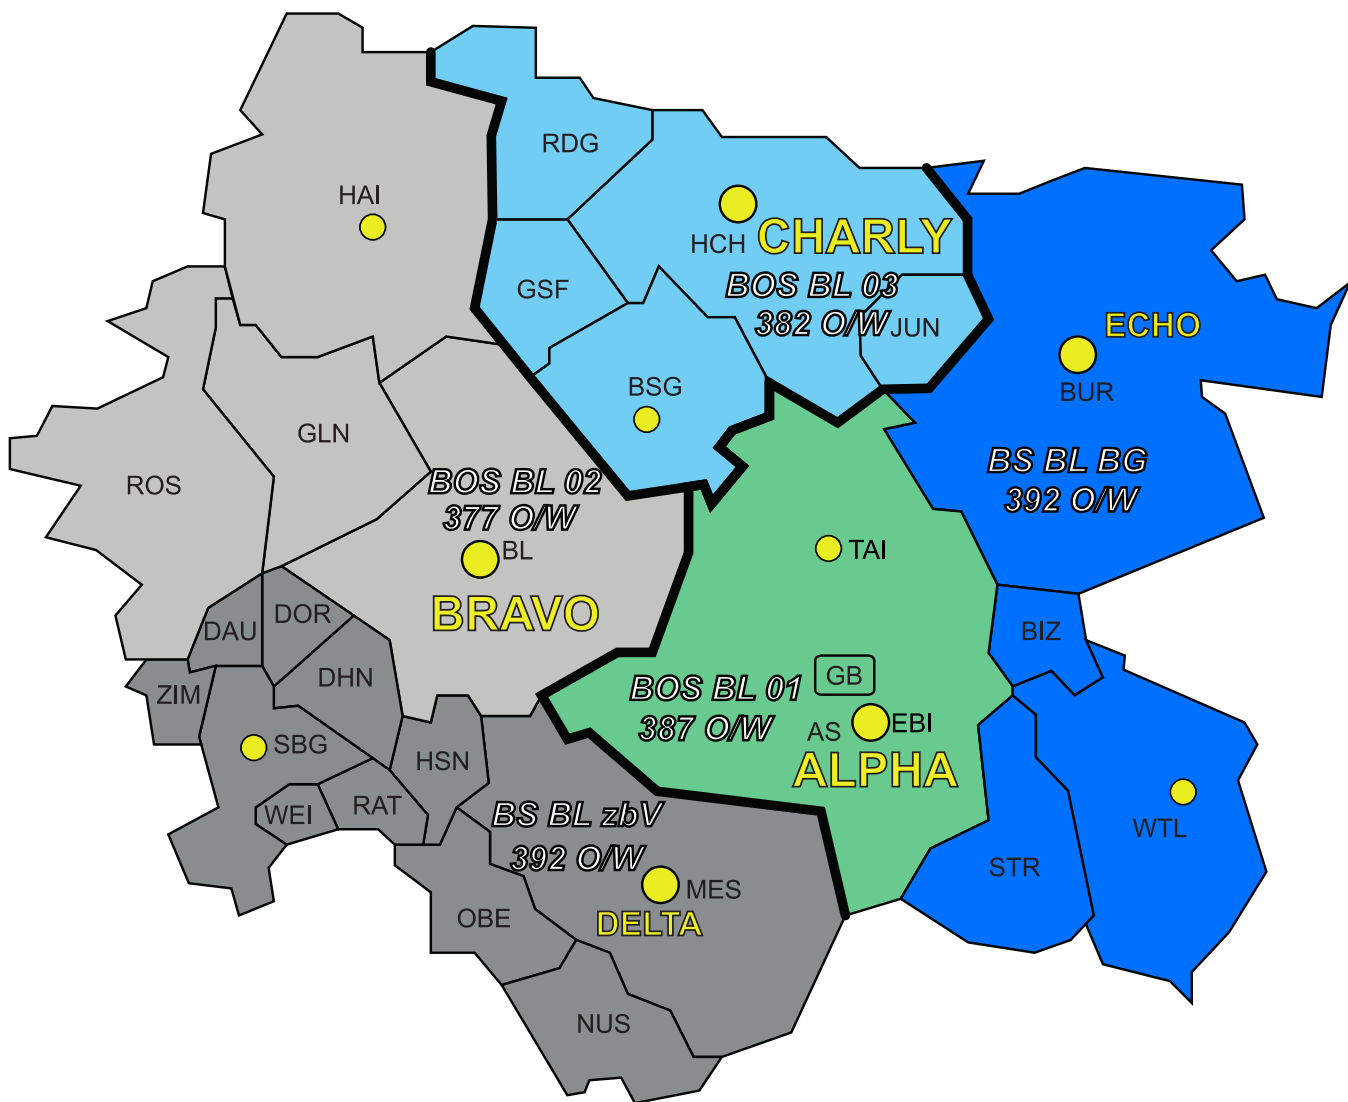 RDG
HAI
HCH
CHARLY
BOS BL 03
382 O/W
GSF
JUN
ECHO
BUR
BSG
GLN
ROS
BOS BL 02
377 O/W
BL
BRAVO
BS BL BG
392 O/W
TAI
DAU
DOR
DHN
ZIM
SBG
HSN
WEI
RAT
BIZ
GB
BOS BL 01
387 O/W
AS
EBI
ALPHA
BS BL zbV
392 O/W
MES
DELTA
OBE
NUS
STR
WTL